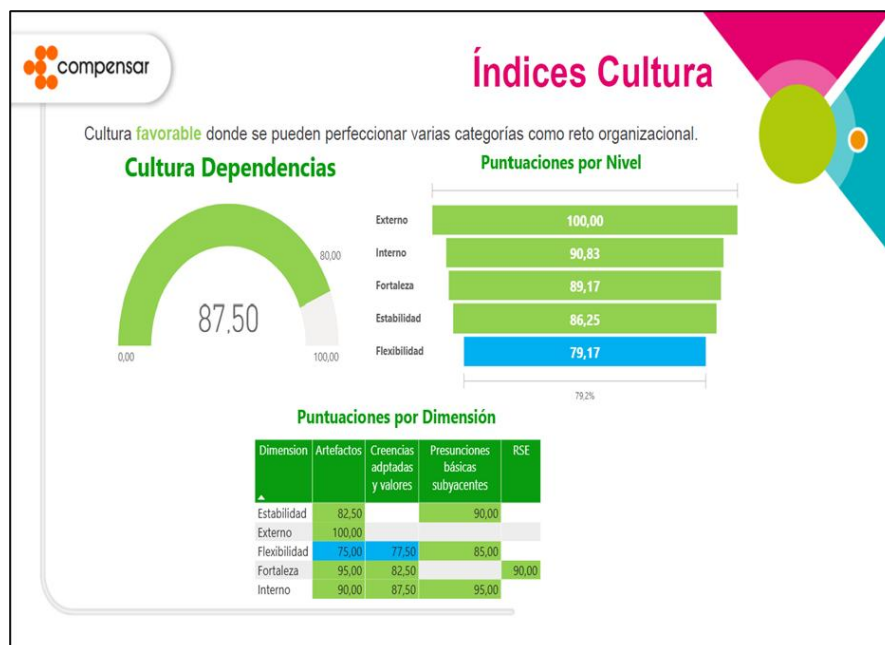 compensar
Índices Cultura
Cultura favorable donde se pueden perfeccionar varias categorías como reto organizacional.
Cultura Dependencias
80,00
87,50
0,00
100,00
Puntuaciones por Nivel
Externo 100,00
Interno 90,83
Fortaleza 89,17
Estabilidad 86,25
Flexibilidad 79,17
79,2%
Puntuaciones por Dimensión
Dimension Artefactos Creencias Presunciones RSE
adptadas básicas
y valores subyacentes
Estabilidad 82,50 90,00
Externo 100,00
Flexibilidad 75,00 77,50 85,00
Fortaleza 95,00 82,50 90,00
Interno 90,00 87,50 95,00